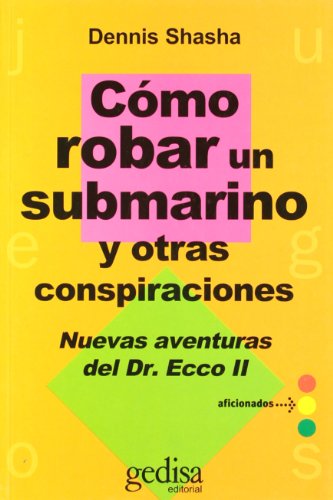 Dennis Shasha
Cómo
robar un
submarino
y otras
conspiraciones
Nuevas aventuras
del Dr. Ecco II
aficionados
gedisa
editorial
j u
e g
o s